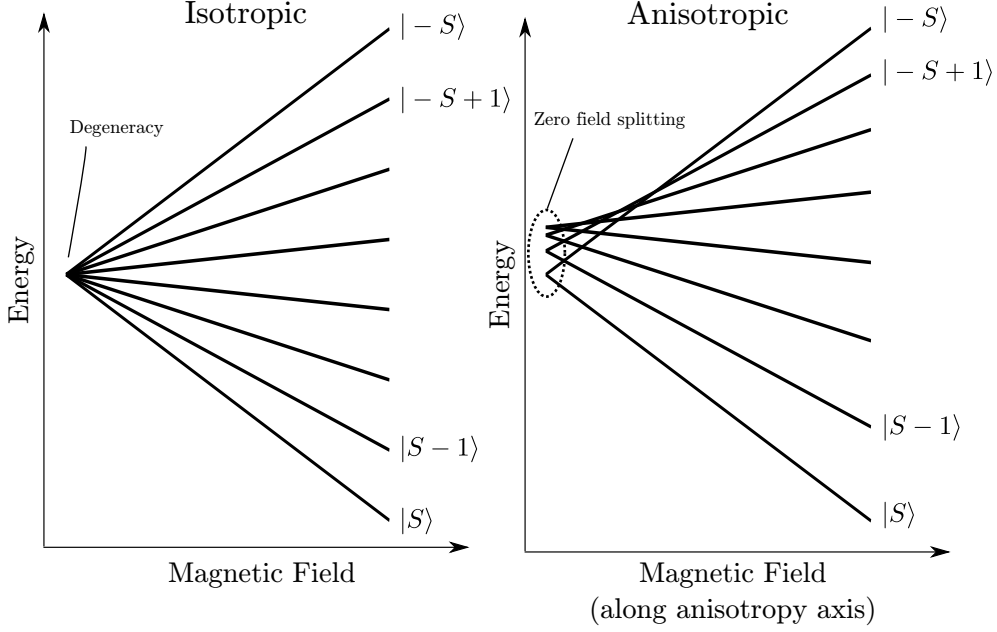 Isotropic
|−S⟩
|−S+1⟩
Degeneracy
Energy
|S−1⟩
|S⟩
Magnetic Field
Anisotropic
|−S⟩
|−S+1⟩
Zero field splitting
Energy
|S−1⟩
|S⟩
Magnetic Field
(along anisotropy axis)